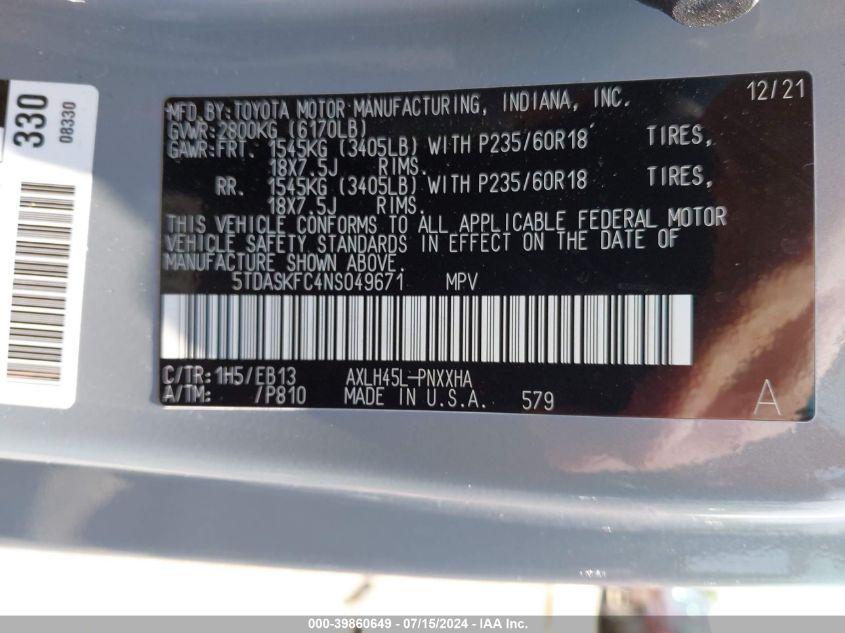 330
08330
MFD. BY: TOYOTA MOTOR MANUFACTURING, INDIANA, INC. 12/21
GVWR: 2800KG (6170LB)
GAWR: FRT. 1545KG (3405LB) WITH P235/60R18 TIRES,
18X7.5J RIMS.
RR. 1545KG (3405LB) WITH P235/60R18 TIRES,
18X7.5J RIMS.
THIS VEHICLE CONFORMS TO ALL APPLICABLE FEDERAL MOTOR
VEHICLE SAFETY STANDARDS IN EFFECT ON THE DATE OF
MANUFACTURE SHOWN ABOVE.
5TDASKFC4NS049671 MPV
C/TR: 1H5/EB13 AXLH45L-PNXXHA
A/TM: /P810 MADE IN U.S.A. 579 A
000-39860649 - 07/15/2024 - IAA Inc.